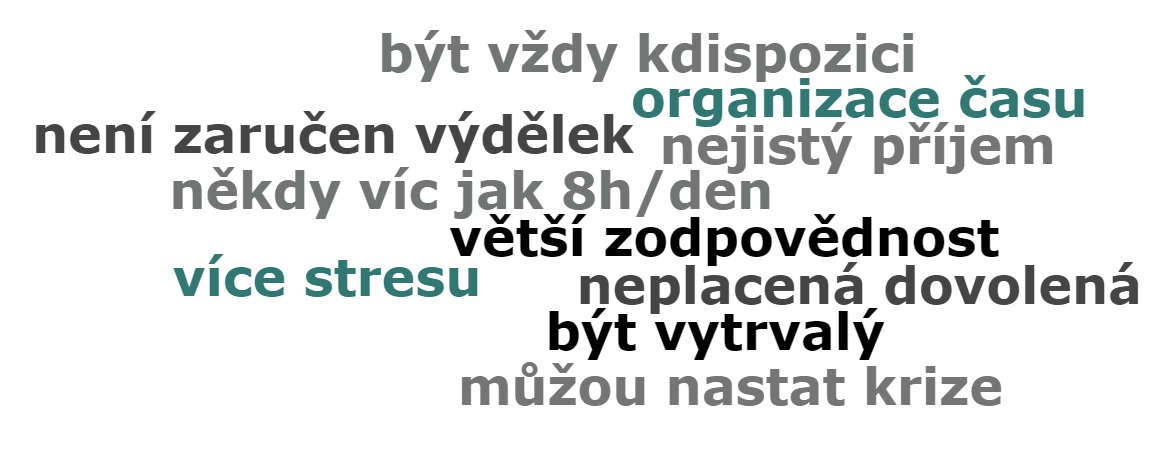 být vždy kdispozici
organizace času
není zaručen výdělek
nejistý příjem
někdy víc jak 8h/den
větší zodpovědnost
více stresu
neplacená dovolená
být vytrvalý
můžou nastat krize